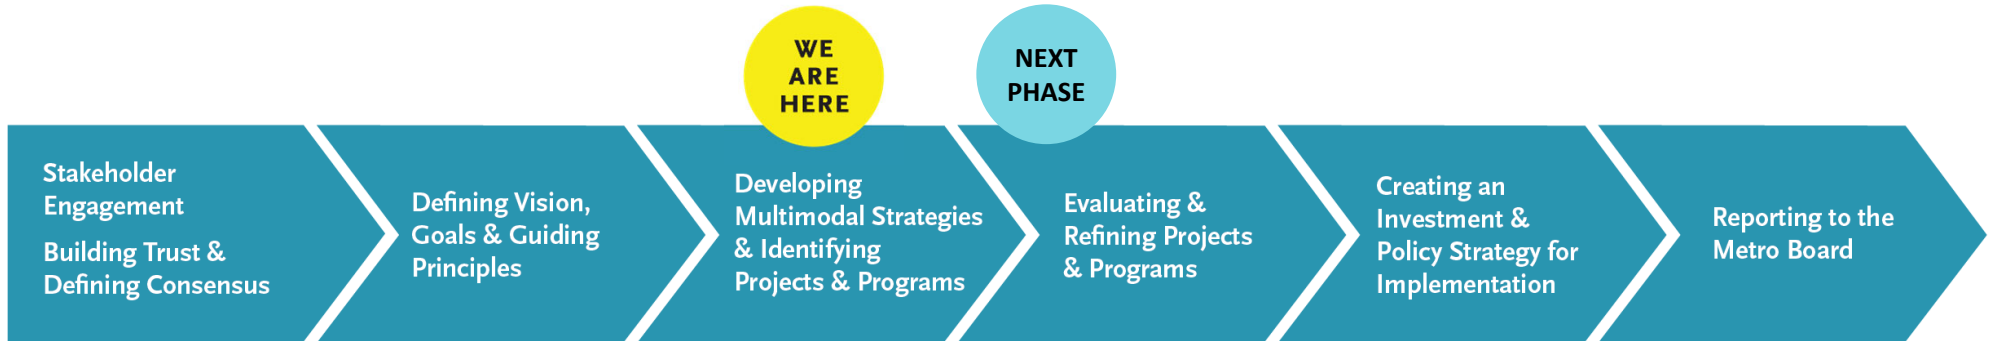 WE
ARE
HERE
NEXT
PHASE
Stakeholder
Engagement
Building Trust &
Defining Consensus
Defining Vision,
Goals & Guiding
Principles
Developing
Multimodal Strategies
& Identifying
Projects & Programs
Evaluating &
Refining Projects
& Programs
Creating an
Investment &
Policy Strategy for
Implementation
Reporting to the
Metro Board